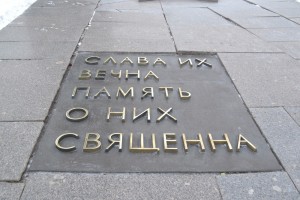 СЛАВА ИХ
ВЕЧНА
ПАМЯТЬ
О НИХ
СВЯЩЕННА